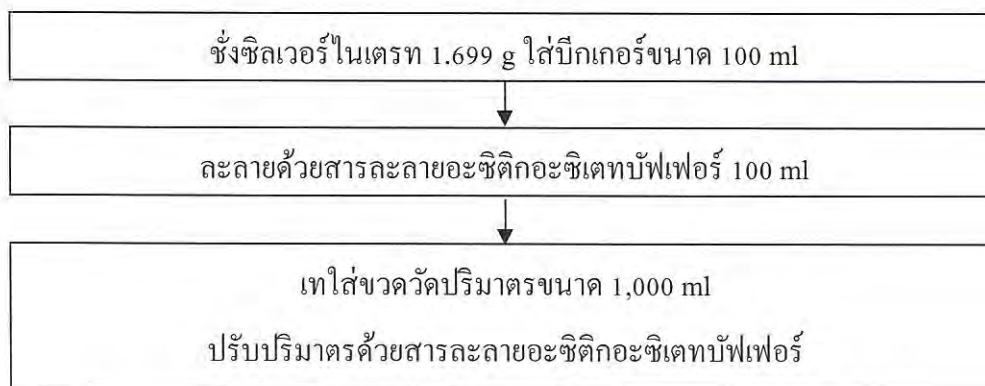 ชั่งซิลเวอร์ไนเตรท 1.699 g ใส่บีกเกอร์ขนาด 100 ml
ละลายด้วยสารละลายอะซิติกอะซิเตทบัฟเฟอร์ 100 ml
เทใส่ขวดวัดปริมาตรขนาด 1,000 ml
ปรับปริมาตรด้วยสารละลายอะซิติกอะซิเตทบัฟเฟอร์